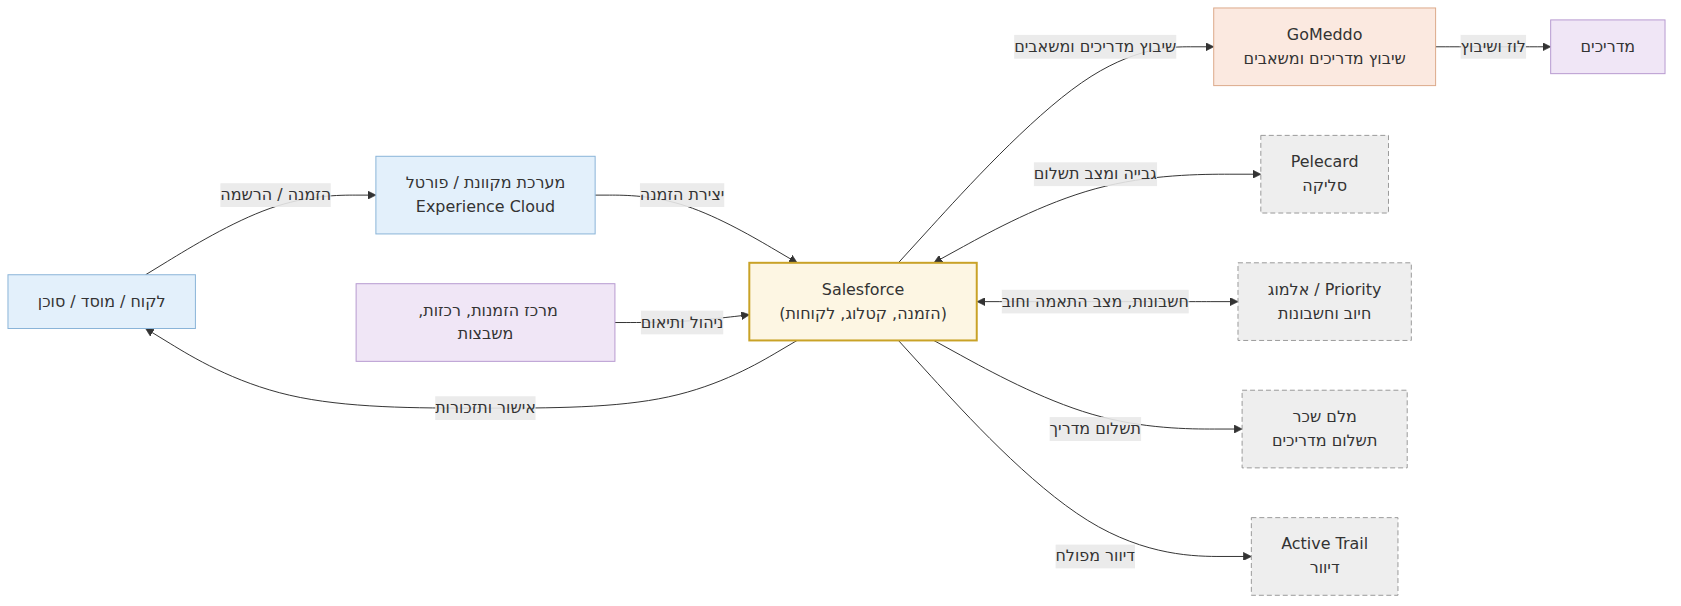 שיבוץ מדריכים ומשאבים
GoMeddo
שיבוץ מדריכים ומשאבים
לוז ושיבוץ
מדריכים
הזמנה / הרשמה
מערכת מקוונת / פורטל
Experience Cloud
יצירת הזמנה
גבייה ומצב תשלום
Pelecard
סליקה
לקוח / מוסד / סוכן
מרכז הזמנות, רכזות,
משבצות
ניהול ותיאום
Salesforce
(הזמנה, קטלוג, לקוחות)
חשבונות, מצב התאמה וחוב
אלמוג / Priority
חיוב וחשבונות
אישור ותזכורות
תשלום מדריך
מלם שכר
תשלום מדריכים
דיוור מפולח
Active Trail
דיוור